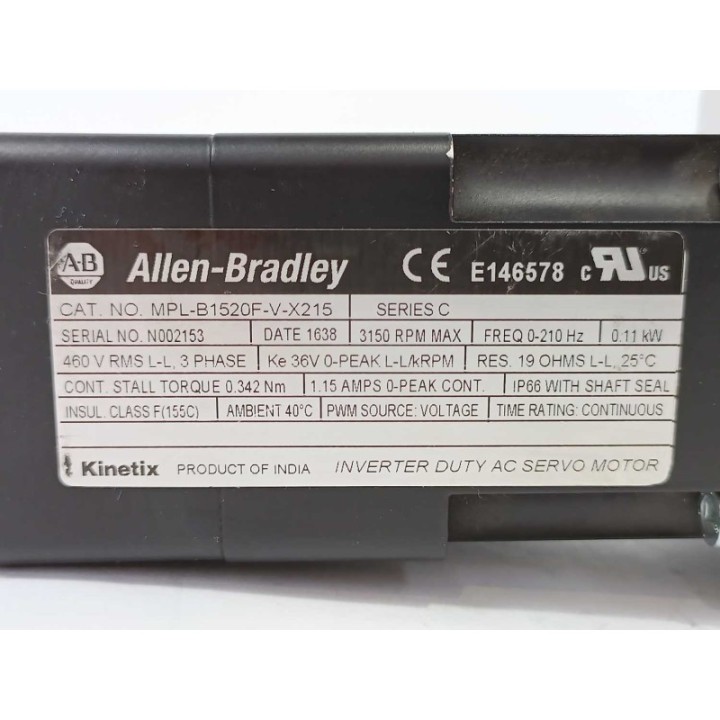 A-B QUALITY Allen-Bradley CE E146578 c RU US
CAT. NO. MPL-B1520F-V-X215 SERIES C
SERIAL NO. N002153 DATE 1638 3150 RPM MAX FREQ 0-210 Hz 0.11 kW
460 V RMS L-L, 3 PHASE Ke 36V 0-PEAK L-L/kRPM RES. 19 OHMS L-L, 25°C
CONT. STALL TORQUE 0.342 Nm 1.15 AMPS 0-PEAK CONT. IP66 WITH SHAFT SEAL
INSUL. CLASS F(155C) AMBIENT 40°C PWM SOURCE: VOLTAGE TIME RATING: CONTINUOUS
Kinetix PRODUCT OF INDIA INVERTER DUTY AC SERVO MOTOR